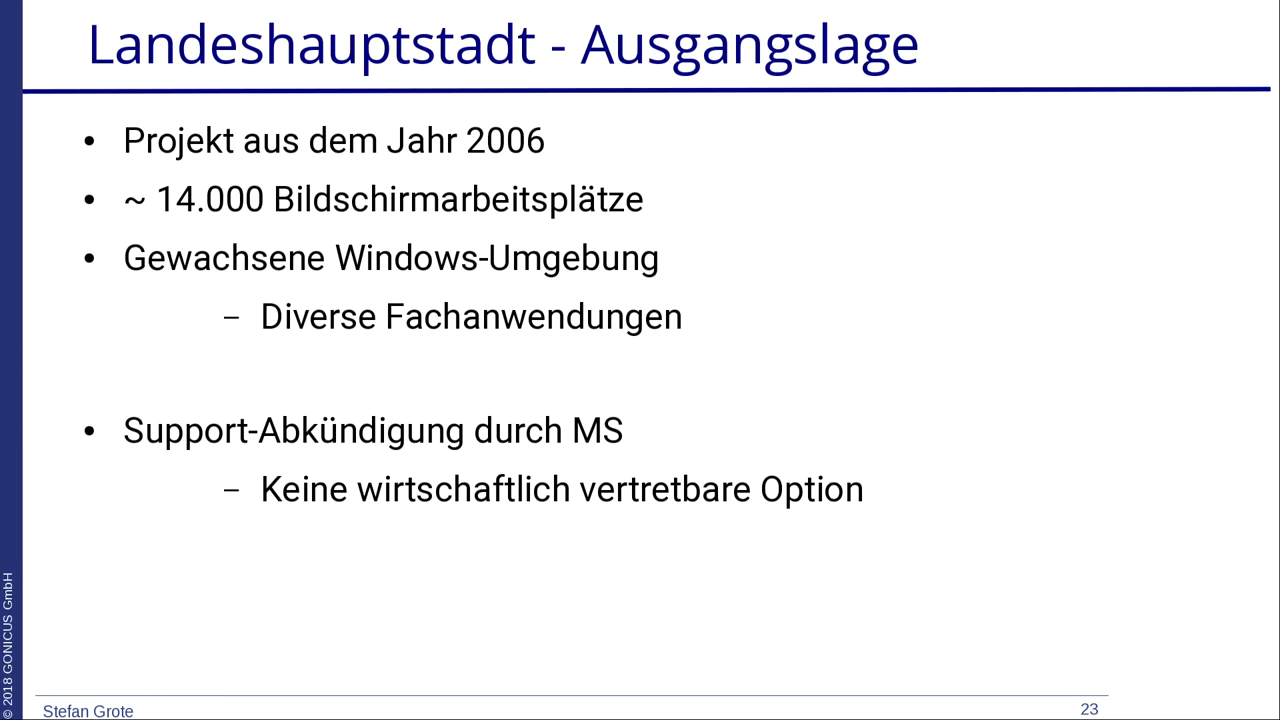 Landeshauptstadt - Ausgangslage
• Projekt aus dem Jahr 2006
• ~ 14.000 Bildschirmarbeitsplätze
• Gewachsene Windows-Umgebung
– Diverse Fachanwendungen
• Support-Abkündigung durch MS
– Keine wirtschaftlich vertretbare Option
© 2018 GONICUS GmbH
Stefan Grote
23